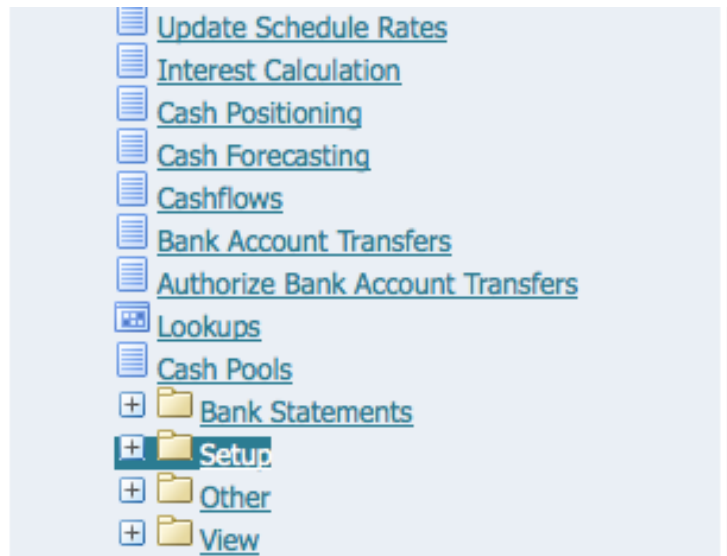 Update Schedule Rates
Interest Calculation
Cash Positioning
Cash Forecasting
Cashflows
Bank Account Transfers
Authorize Bank Account Transfers
Lookups
Cash Pools
Bank Statements
Setup
Other
View